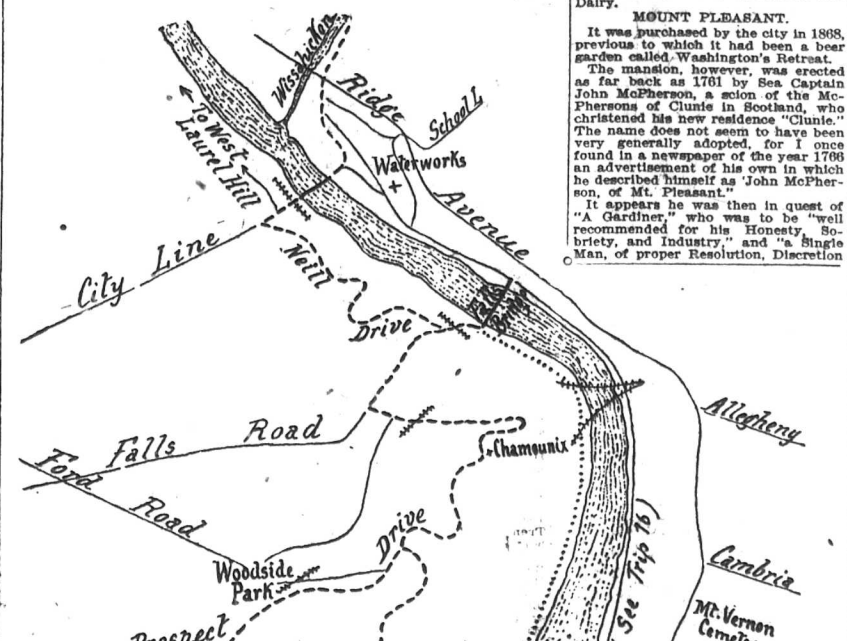 Dairy.
MOUNT PLEASANT.
It was purchased by the city in 1868,
previous to which it had been a beer
garden called Washington's Retreat.
The mansion, however, was erected
as far back as 1761 by Sea Captain
John McPherson, a scion of the Mc-
Phersons of Clunie in Scotland, who
christened his new residence "Clunie."
The name does not seem to have been
very generally adopted, for I once
found in a newspaper of the year 1766
an advertisement of his own in which
he described himself as 'John McPher-
son, of Mt. Pleasant."
It appears he was then in quest of
"A Gardiner," who was to be "well
recommended for his Honesty, So-
briety, and Industry," and "a Single
Man, of proper Resolution, Discretion
Wissahickon
Ridge
Avenue
School L
To West
Laurel Hill
Waterworks
City Line
Neill
Drive
Falls
Bridge
Allegheny
Falls Road
Ford
Road
Chamounix
Drive
Woodside
Park
See Trip 16)
Cambria
Mt. Vernon
Cemete
Prospect